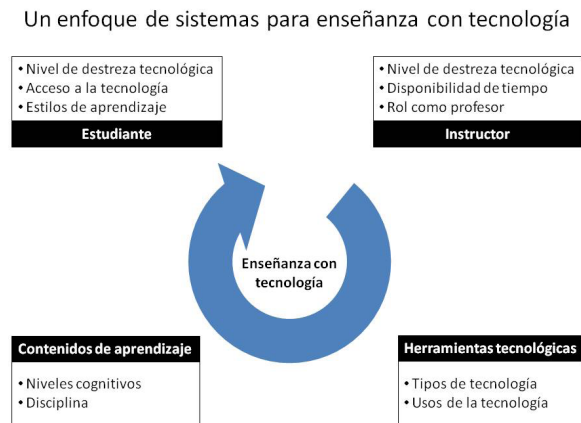 Un enfoque de sistemas para enseñanza con tecnología
• Nivel de destreza tecnológica
• Acceso a la tecnología
• Estilos de aprendizaje
Estudiante
• Nivel de destreza tecnológica
• Disponibilidad de tiempo
• Rol como profesor
Instructor
Enseñanza con
tecnología
Contenidos de aprendizaje
• Niveles cognitivos
• Disciplina
Herramientas tecnológicas
• Tipos de tecnología
• Usos de la tecnología